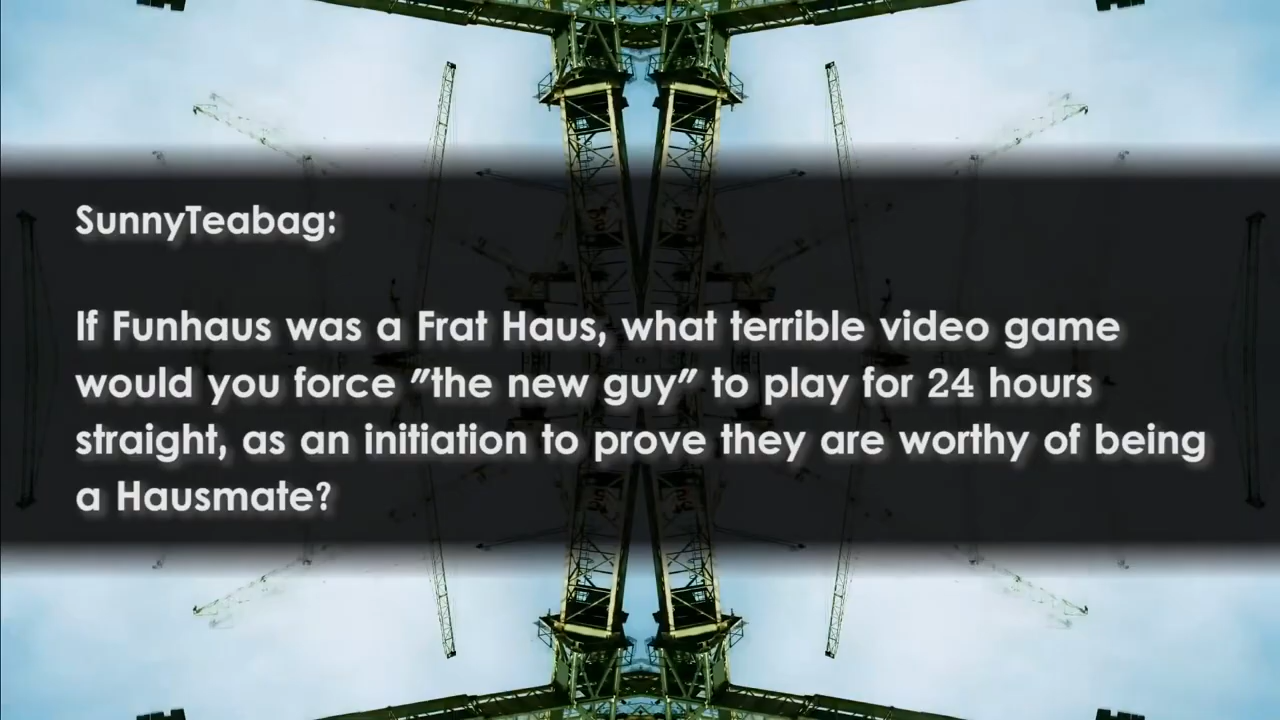 SunnyTeabag:
If Funhaus was a Frat Haus, what terrible video game
would you force "the new guy" to play for 24 hours
straight, as an initiation to prove they are worthy of being
a Hausmate?